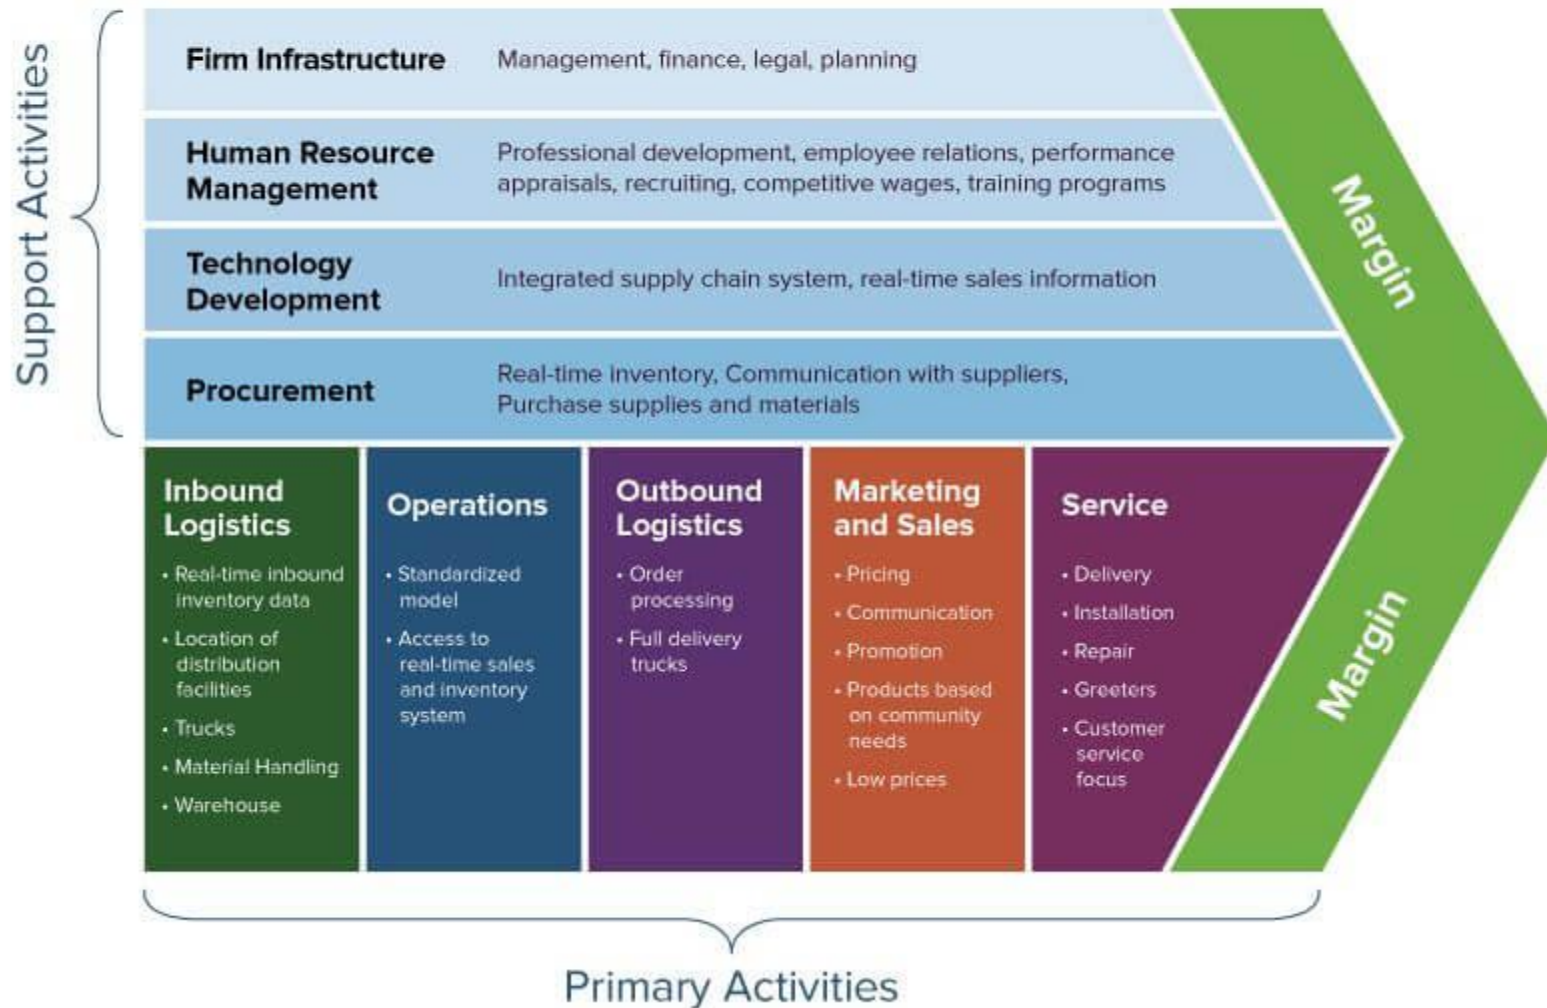 Support Activities
Firm Infrastructure
Management, finance, legal, planning
Human Resource
Management
Professional development, employee relations, performance
appraisals, recruiting, competitive wages, training programs
Technology
Development
Integrated supply chain system, real-time sales information
Procurement
Real-time inventory, Communication with suppliers,
Purchase supplies and materials
Margin
Inbound
Logistics
• Real-time inbound
inventory data
• Location of
distribution
facilities
• Trucks
• Material Handling
• Warehouse
Operations
• Standardized
model
• Access to
real-time sales
and inventory
system
Outbound
Logistics
• Order
processing
• Full delivery
trucks
Marketing
and Sales
• Pricing
• Communication
• Promotion
• Products based
on community
needs
• Low prices
Service
• Delivery
• Installation
• Repair
• Greeters
• Customer
service
focus
Margin
Primary Activities